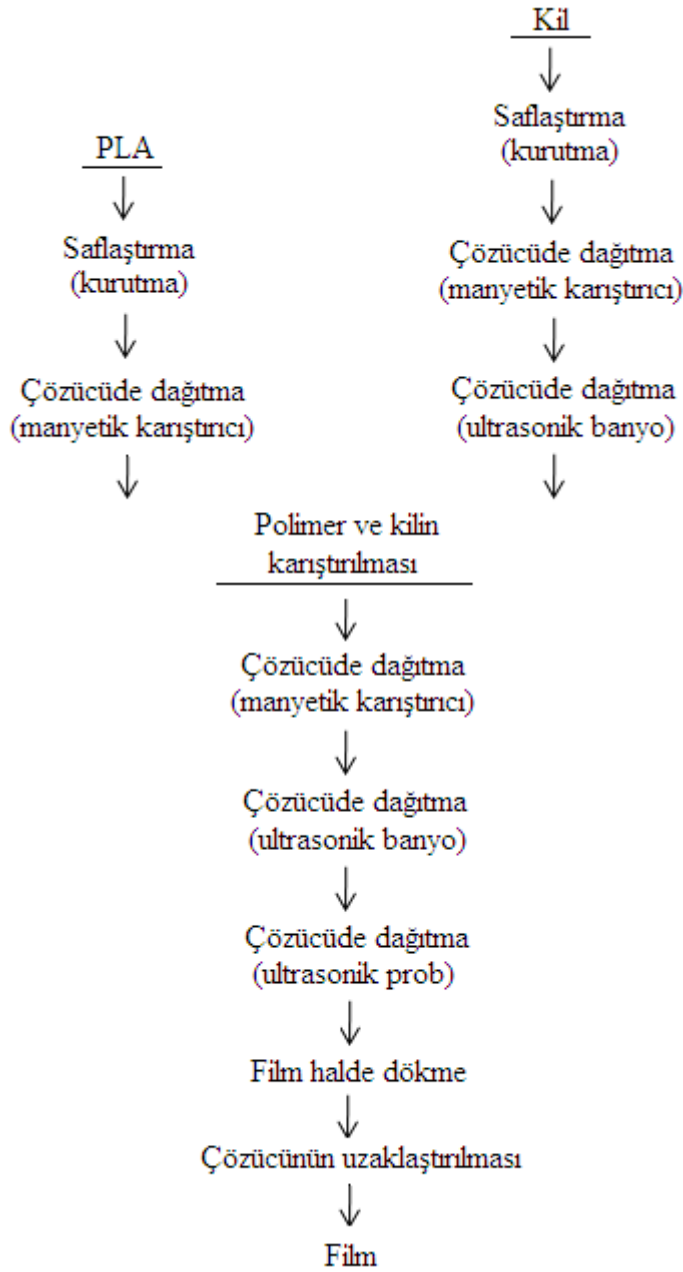 Kil
Saflaştırma
(kurutma)
PLA
Saflaştırma
(kurutma)
Çözücüde dağıtma
(manyetik karıştırıcı)
Çözücüde dağıtma
(manyetik karıştırıcı)
Çözücüde dağıtma
(ultrasonik banyo)
Polimer ve kilin
karıştırılması
Çözücüde dağıtma
(manyetik karıştırıcı)
Çözücüde dağıtma
(ultrasonik banyo)
Çözücüde dağıtma
(ultrasonik prob)
Film halde dökme
Çözücünün uzaklaştırılması
Film